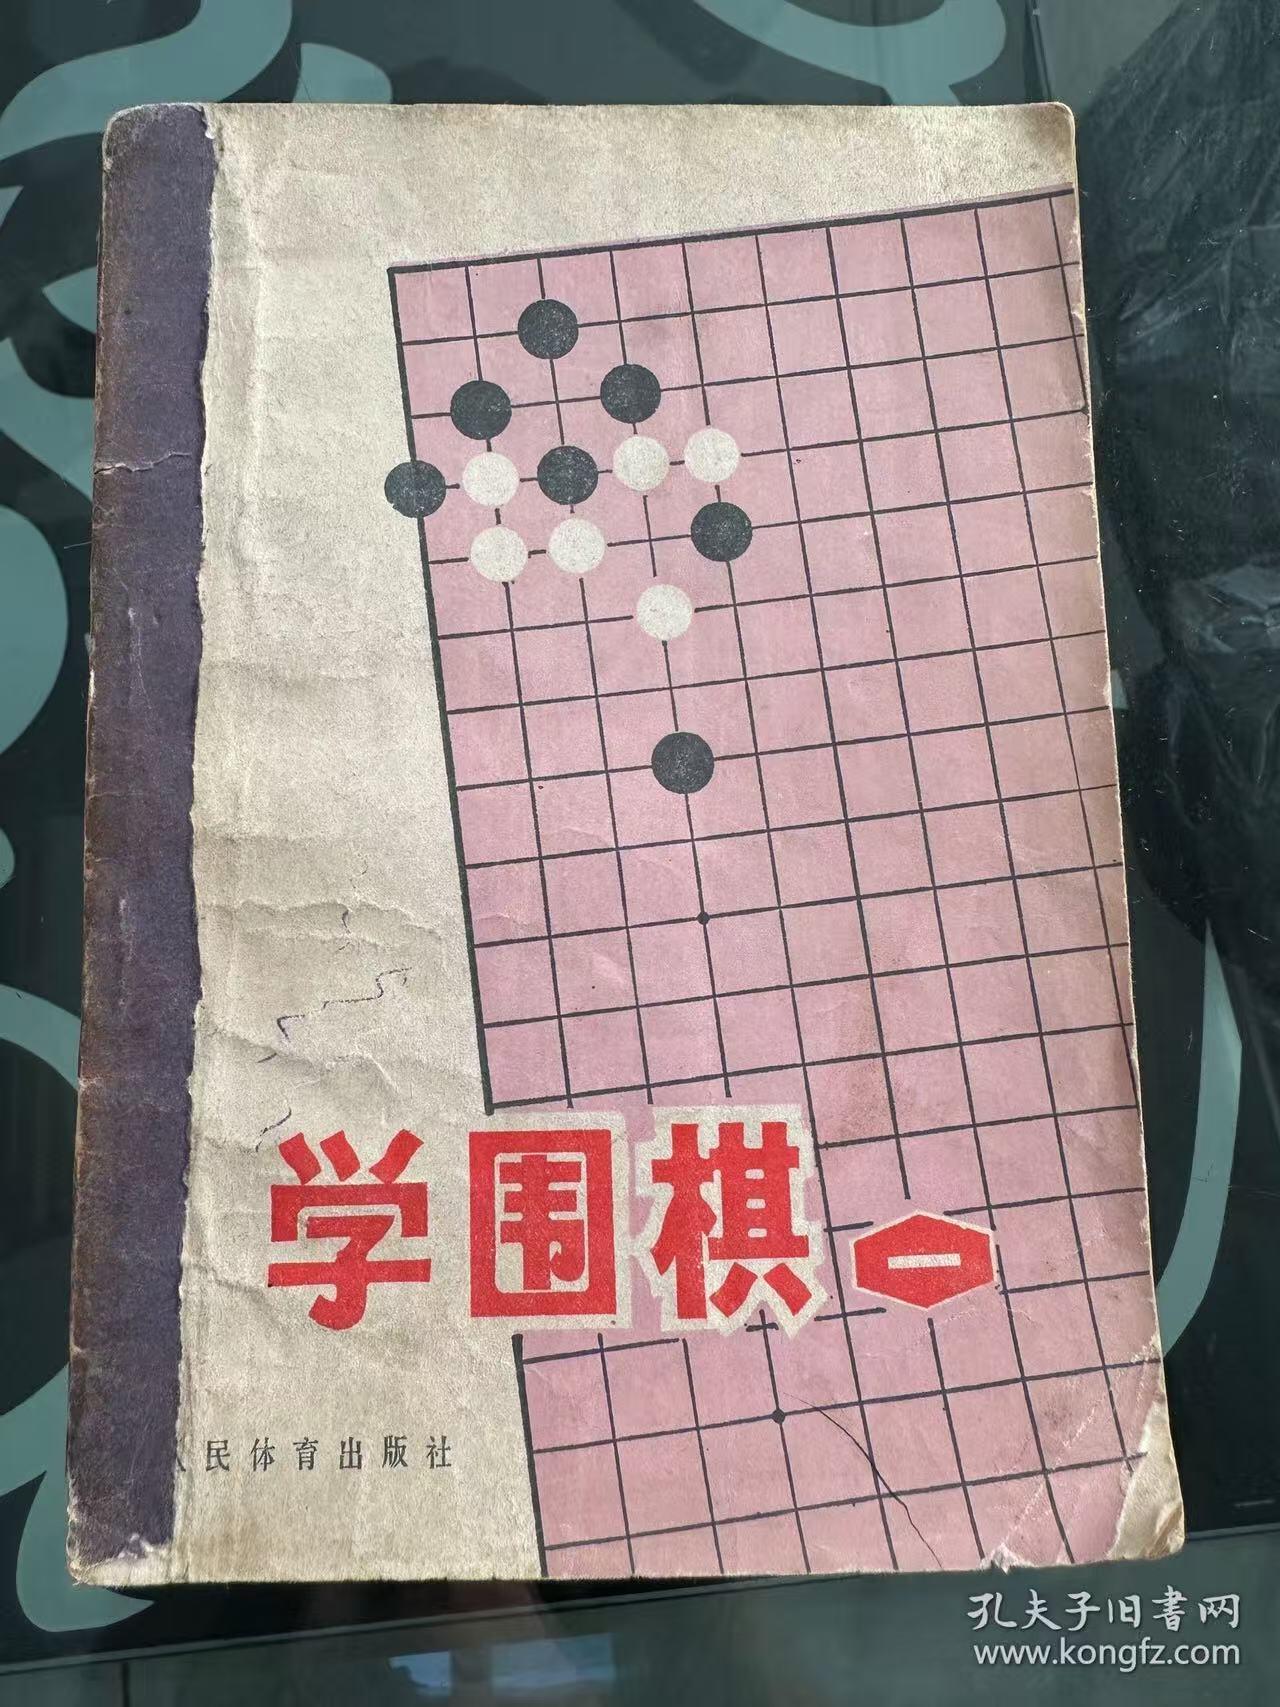 学围棋
一
人民体育出版社
孔夫子旧书网
www.kongfz.com